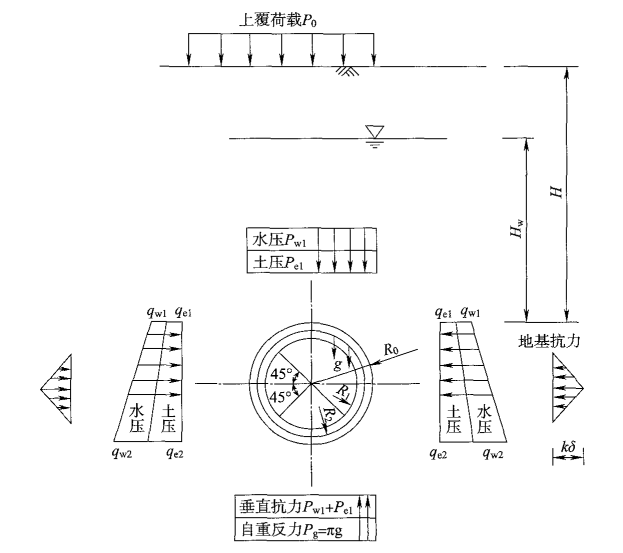 上覆荷载P0
H
Hw
水压Pw1
土压Pe1
qw1 qe1
qe1 qw1
地基抗力
R0
g
45°
45°
R1
R2
水压
土压
土压
水压
qw2
qe2
qe2
qw2
kδ
垂直抗力Pw1+Pe1
自重反力Pg=πg